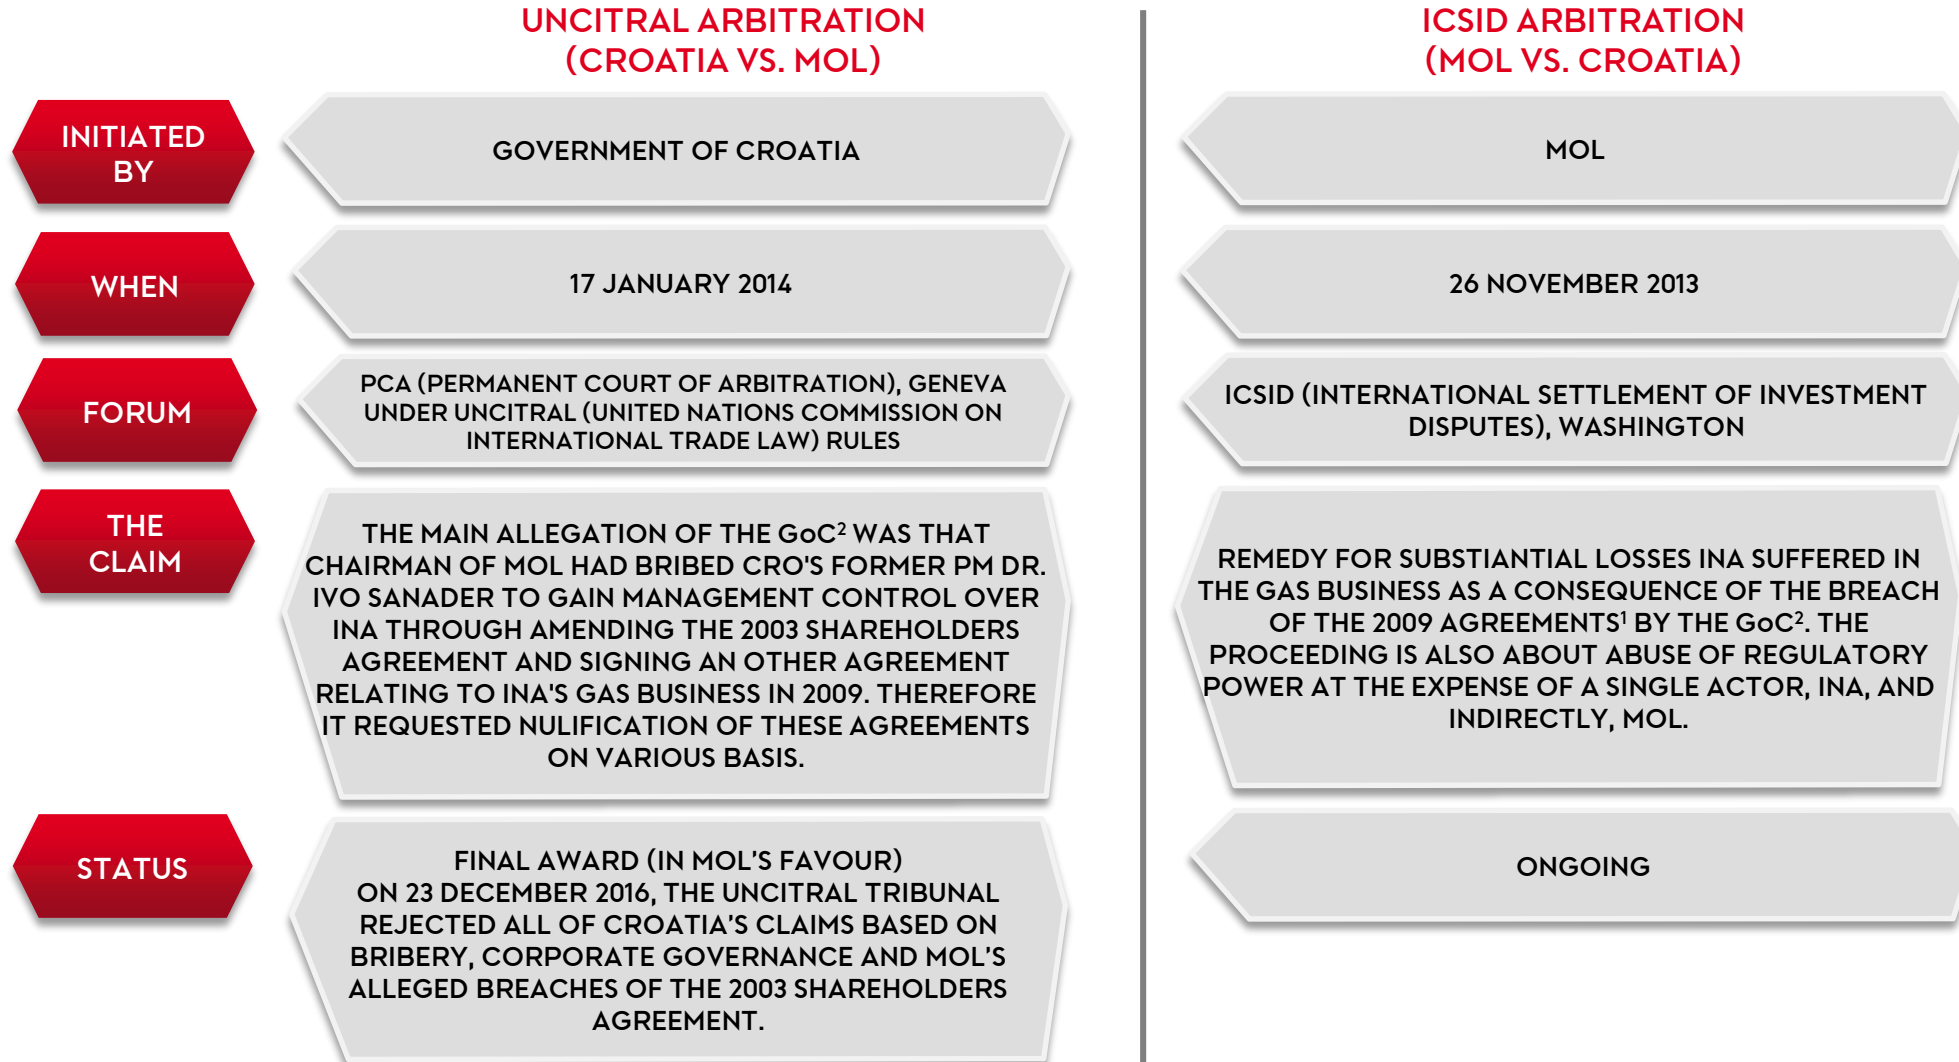 UNCITRAL ARBITRATION
(CROATIA VS. MOL)
ICSID ARBITRATION
(MOL VS. CROATIA)
INITIATED
BY
GOVERNMENT OF CROATIA
MOL
WHEN
17 JANUARY 2014
26 NOVEMBER 2013
FORUM
PCA (PERMANENT COURT OF ARBITRATION), GENEVA
UNDER UNCITRAL (UNITED NATIONS COMMISSION ON
INTERNATIONAL TRADE LAW) RULES
ICSID (INTERNATIONAL SETTLEMENT OF INVESTMENT
DISPUTES), WASHINGTON
THE
CLAIM
THE MAIN ALLEGATION OF THE GoC² WAS THAT
CHAIRMAN OF MOL HAD BRIBED CRO'S FORMER PM DR.
IVO SANADER TO GAIN MANAGEMENT CONTROL OVER
INA THROUGH AMENDING THE 2003 SHAREHOLDERS
AGREEMENT AND SIGNING AN OTHER AGREEMENT
RELATING TO INA'S GAS BUSINESS IN 2009. THEREFORE
IT REQUESTED NULIFICATION OF THESE AGREEMENTS
ON VARIOUS BASIS.
REMEDY FOR SUBSTIANTIAL LOSSES INA SUFFERED IN
THE GAS BUSINESS AS A CONSEQUENCE OF THE BREACH
OF THE 2009 AGREEMENTS¹ BY THE GoC². THE
PROCEEDING IS ALSO ABOUT ABUSE OF REGULATORY
POWER AT THE EXPENSE OF A SINGLE ACTOR, INA, AND
INDIRECTLY, MOL.
STATUS
FINAL AWARD (IN MOL'S FAVOUR)
ON 23 DECEMBER 2016, THE UNCITRAL TRIBUNAL
REJECTED ALL OF CROATIA'S CLAIMS BASED ON
BRIBERY, CORPORATE GOVERNANCE AND MOL'S
ALLEGED BREACHES OF THE 2003 SHAREHOLDERS
AGREEMENT.
ONGOING